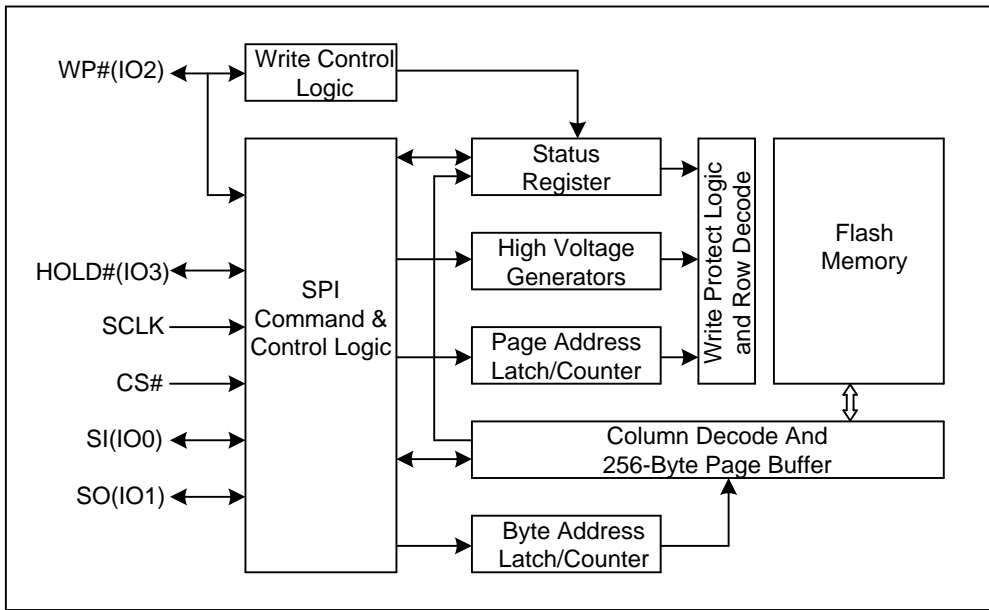 WP#(IO2)
Write Control
Logic
Status
Register
HOLD#(IO3)
SCLK
CS#
SI(IO0)
SO(IO1)
SPI
Command &
Control Logic
High Voltage
Generators
Page Address
Latch/Counter
Write Protect Logic
and Row Decode
Flash
Memory
Column Decode And
256-Byte Page Buffer
Byte Address
Latch/Counter